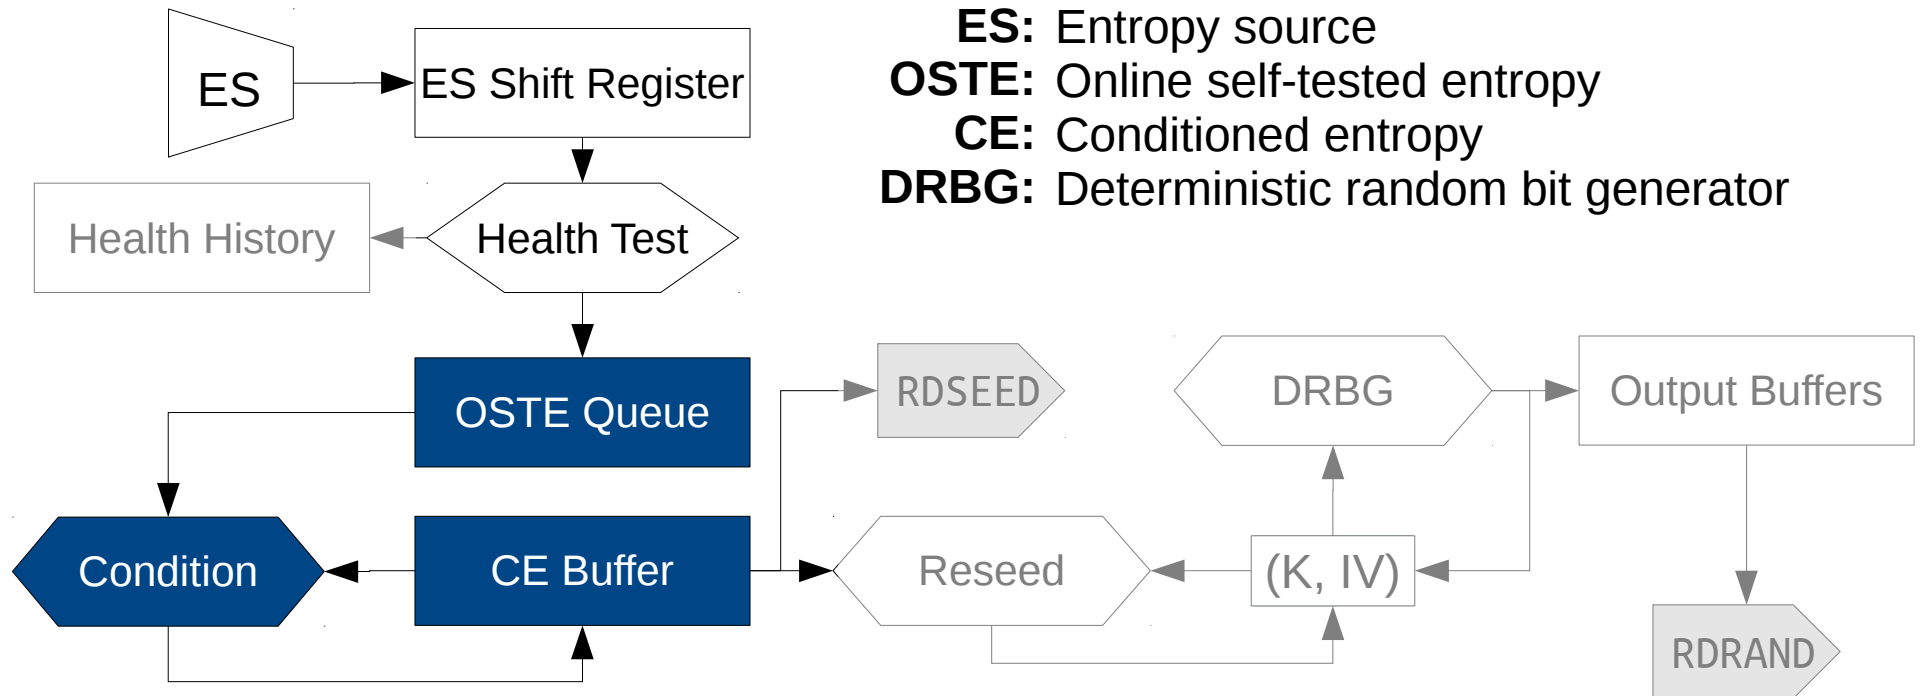 ES: Entropy source
OSTE: Online self-tested entropy
CE: Conditioned entropy
DRBG: Deterministic random bit generator
ES
ES Shift Register
Health History
Health Test
OSTE Queue
RDSEED
DRBG
Output Buffers
Condition
CE Buffer
Reseed
(K, IV)
RDRAND